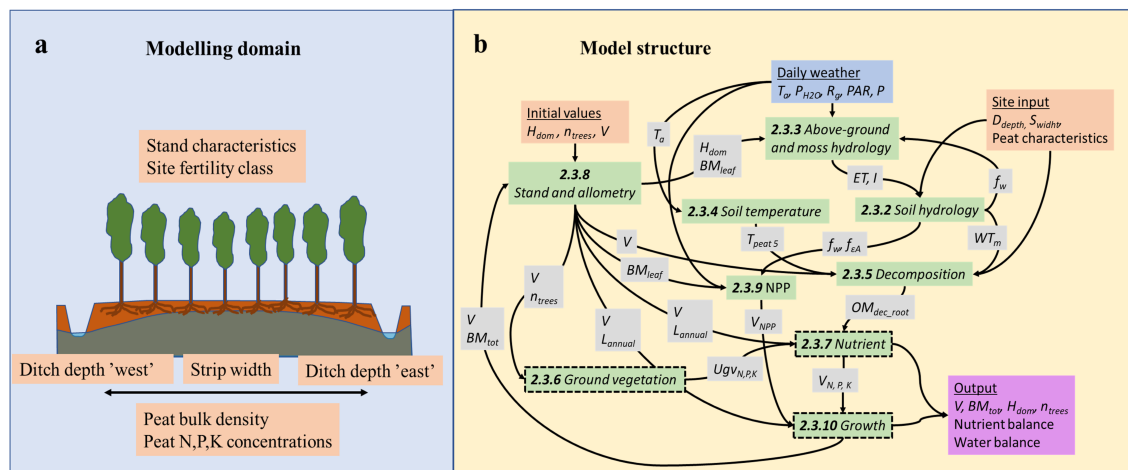 a
Modelling domain
Stand characteristics
Site fertility class
Ditch depth 'west'
Strip width
Ditch depth 'east'
Peat bulk density
Peat N,P,K concentrations
b
Model structure
Daily weather
Ta, PH2O, Rg, PAR, P
Initial values
Hdom, ntrees, V
Site input
Ddepth, Swidht,
Peat characteristics
Ta
Hdom
BMleaf
2.3.3 Above-ground
and moss hydrology
2.3.8
Stand and allometry
ET, I
fw
2.3.4 Soil temperature
2.3.2 Soil hydrology
V
Tpeat 5
fw, fεA
WTm
BMleaf
2.3.9 NPP
2.3.5 Decomposition
V
ntrees
V
BMtot
V
Lannual
V
Lannual
VNPP
OMdec_root
2.3.7 Nutrient
2.3.6 Ground vegetation
UgvN,P,K
VN, P, K
2.3.10 Growth
Output
V, BMtot, Hdom, ntrees
Nutrient balance
Water balance